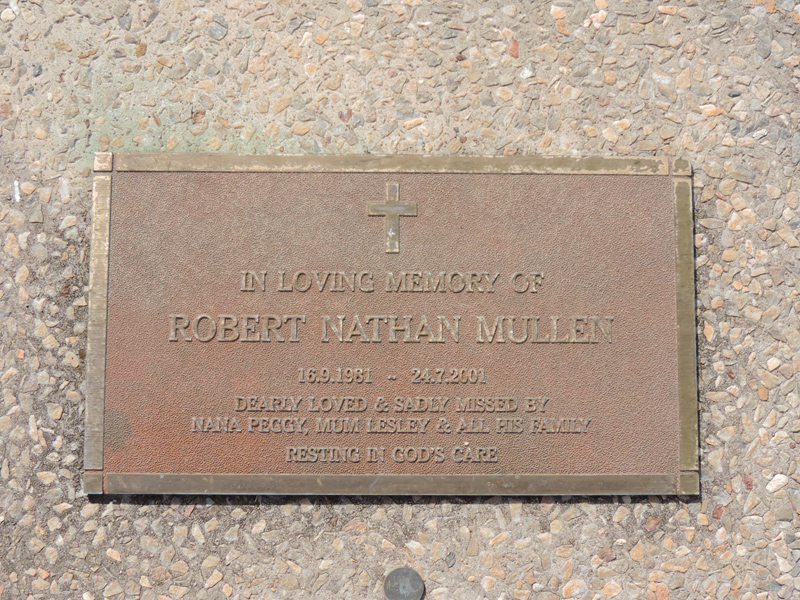 IN LOVING MEMORY OF
ROBERT NATHAN MULLEN
16.9.1981 ~ 24.7.2001
DEARLY LOVED & SADLY MISSED BY
NANA PEGGY, MUM LESLEY & ALL HIS FAMILY
RESTING IN GOD'S CARE